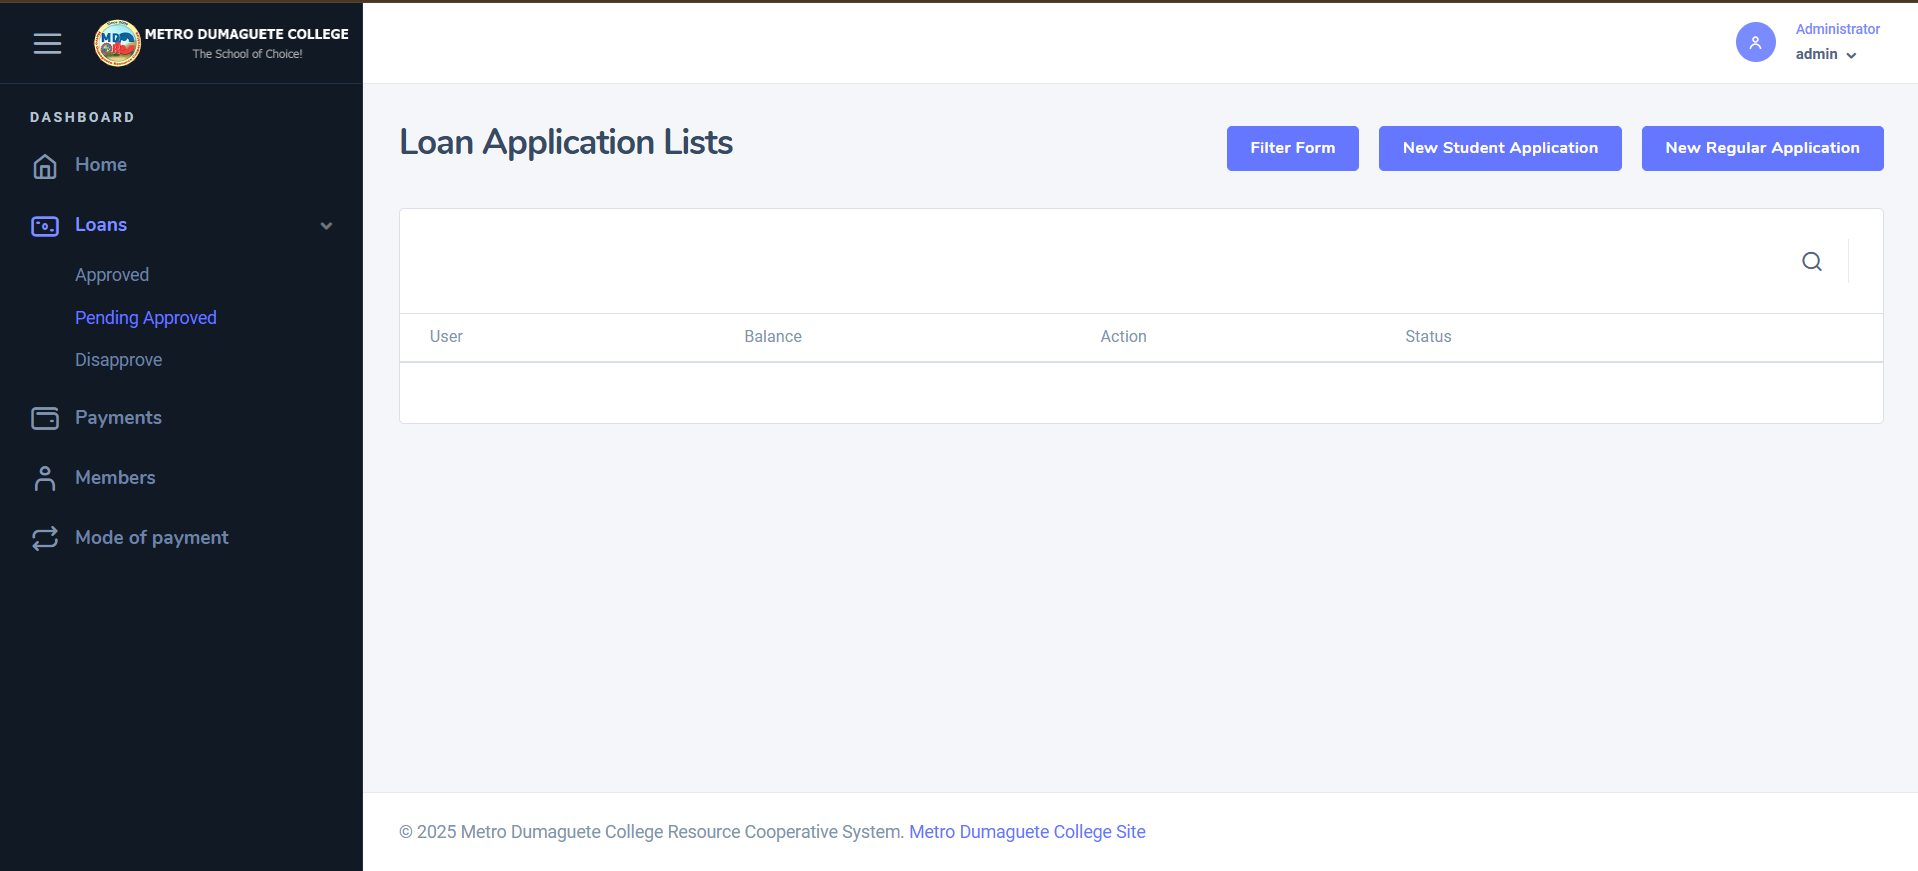 METRO DUMAGUETE COLLEGE
The School of Choice!
Administrator
admin
DASHBOARD
Home
Loans
Approved
Pending Approved
Disapprove
Payments
Members
Mode of payment
Loan Application Lists
Filter Form
New Student Application
New Regular Application
User Balance Action Status
© 2025 Metro Dumaguete College Resource Cooperative System. Metro Dumaguete College Site